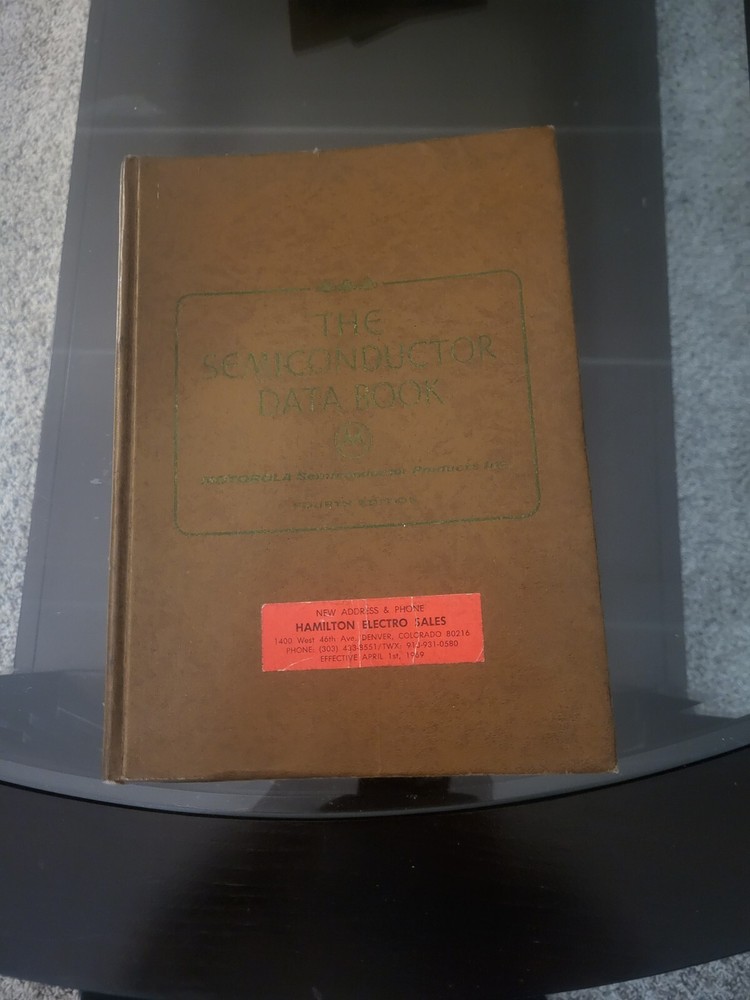 THE
SEMICONDUCTOR
DATA BOOK
MOTOROLA Semiconductor Products Inc.
FOURTH EDITION
NEW ADDRESS & PHONE
HAMILTON ELECTRO SALES
1400 West 46th Ave., DENVER, COLORADO 80216
PHONE: (303) 433-8551/TWX: 910-931-0580
EFFECTIVE APRIL 1st, 1969